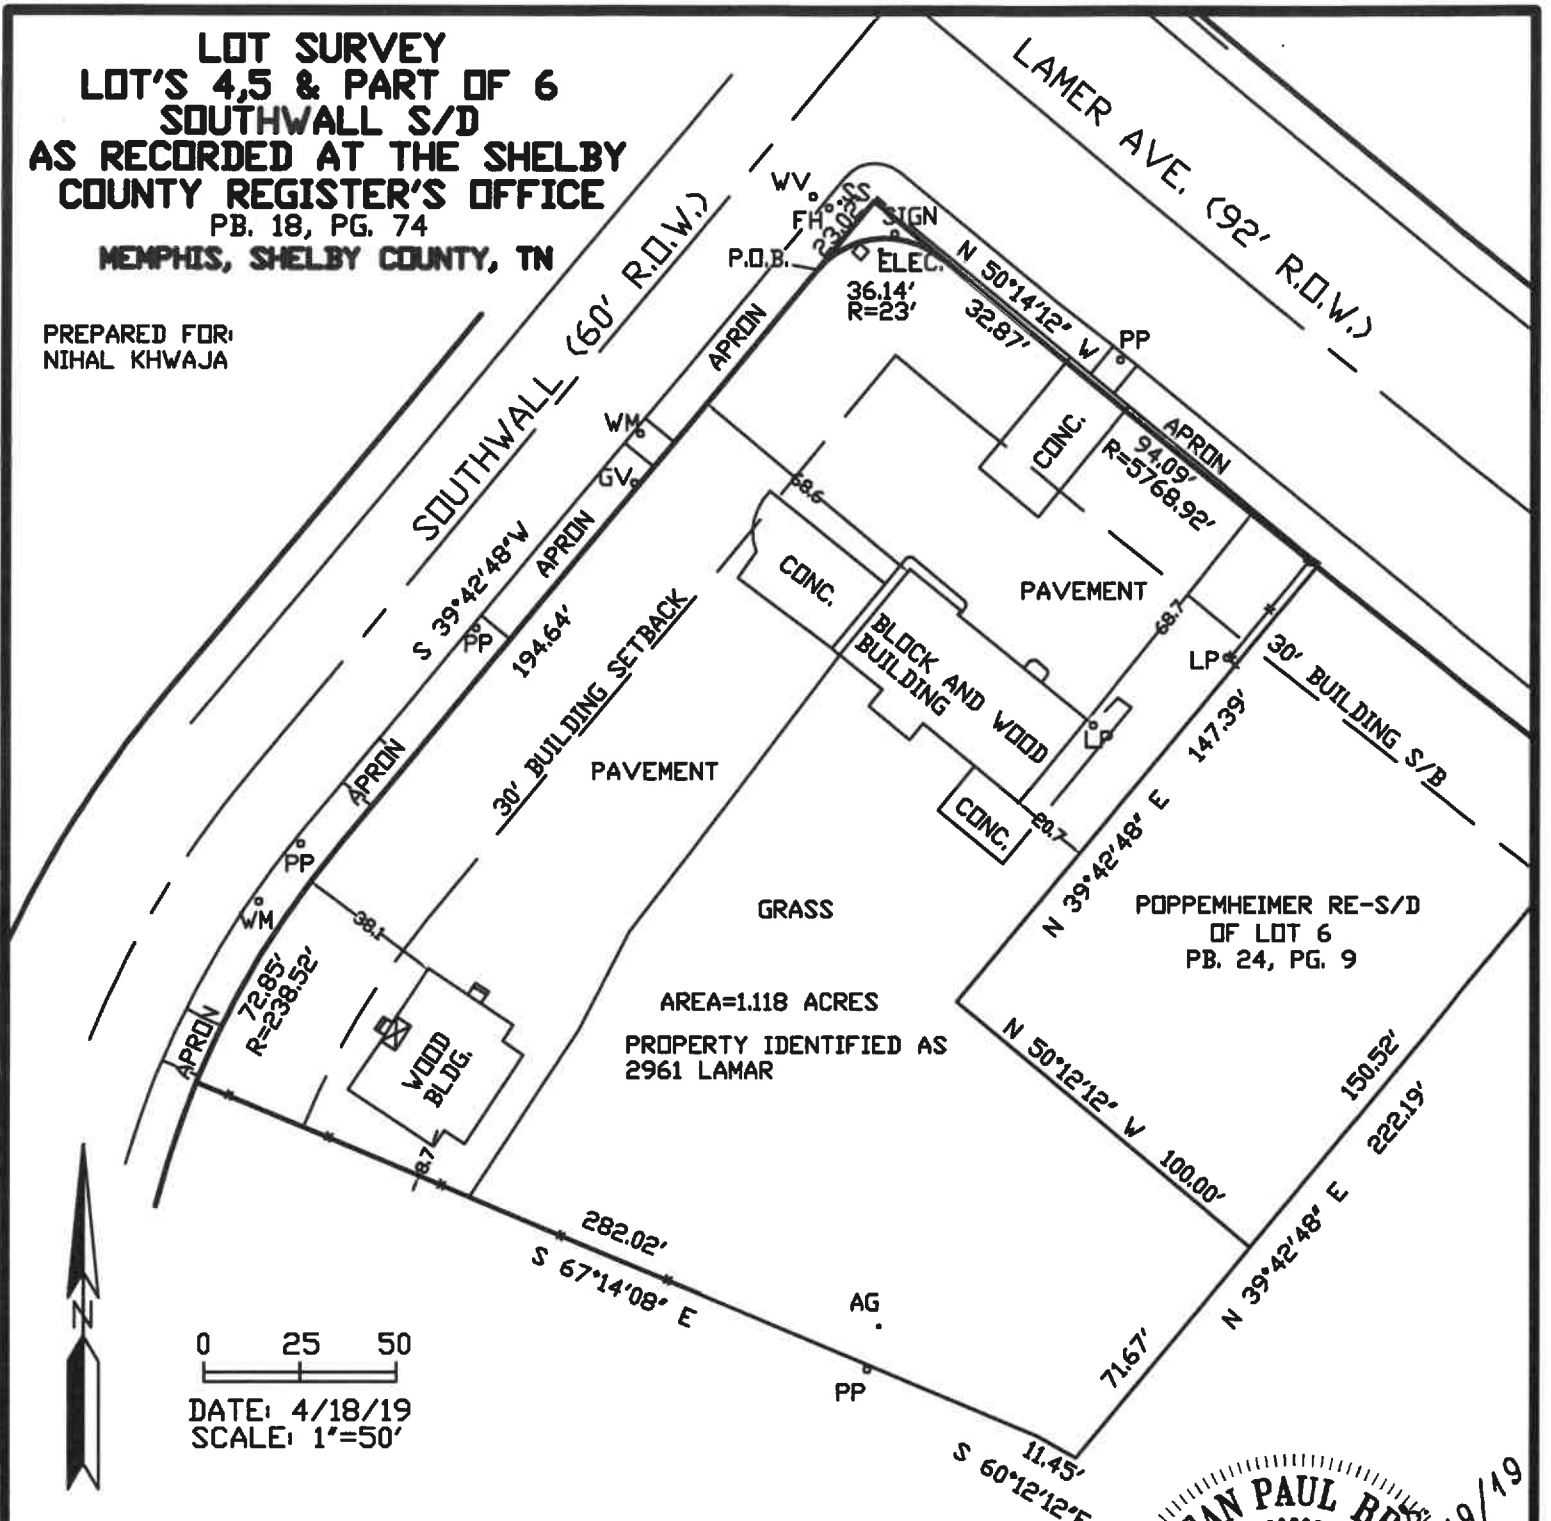 LOT SURVEY
LOT'S 4,5 & PART OF 6
SOUTHWALL S/D
AS RECORDED AT THE SHELBY
COUNTY REGISTER'S OFFICE
PB. 18, PG. 74
MEMPHIS, SHELBY COUNTY, TN
PREPARED FOR:
NIHAL KHWAJA
LAMER AVE. (92' R.O.W.)
SOUTHWALL (60' R.O.W.)
WV
FH
23.02'
SIGN
P.O.B.
ELEC.
36.14'
R=23'
N 50°14'12" W
32.87'
PP
APRON
WM
GV
APRON
CONC.
APRON
94.09'
R=5768.92'
68.6
S 39°42'48"W
194.64'
PP
CONC.
PAVEMENT
68.7
LP
30' BUILDING S/B
30' BUILDING SETBACK
BLOCK AND WOOD
BUILDING
LP
147.39'
N 39°42'48" E
PAVEMENT
CONC.
20.7
APRON
PP
WM
38.1
GRASS
POPPEMHEIMER RE-S/D
OF LOT 6
PB. 24, PG. 9
72.85'
R=238.52'
APRON
AREA=1.118 ACRES
PROPERTY IDENTIFIED AS
2961 LAMAR
WOOD
BLDG.
8.7
N 50°12'12" W
100.00'
150.52'
222.19'
N 39°42'48" E
282.02'
S 67°14'08" E
AG
PP
71.67'
11.45'
S 60°12'12"E
N
0 25 50
DATE: 4/18/19
SCALE: 1"=50'
PAUL